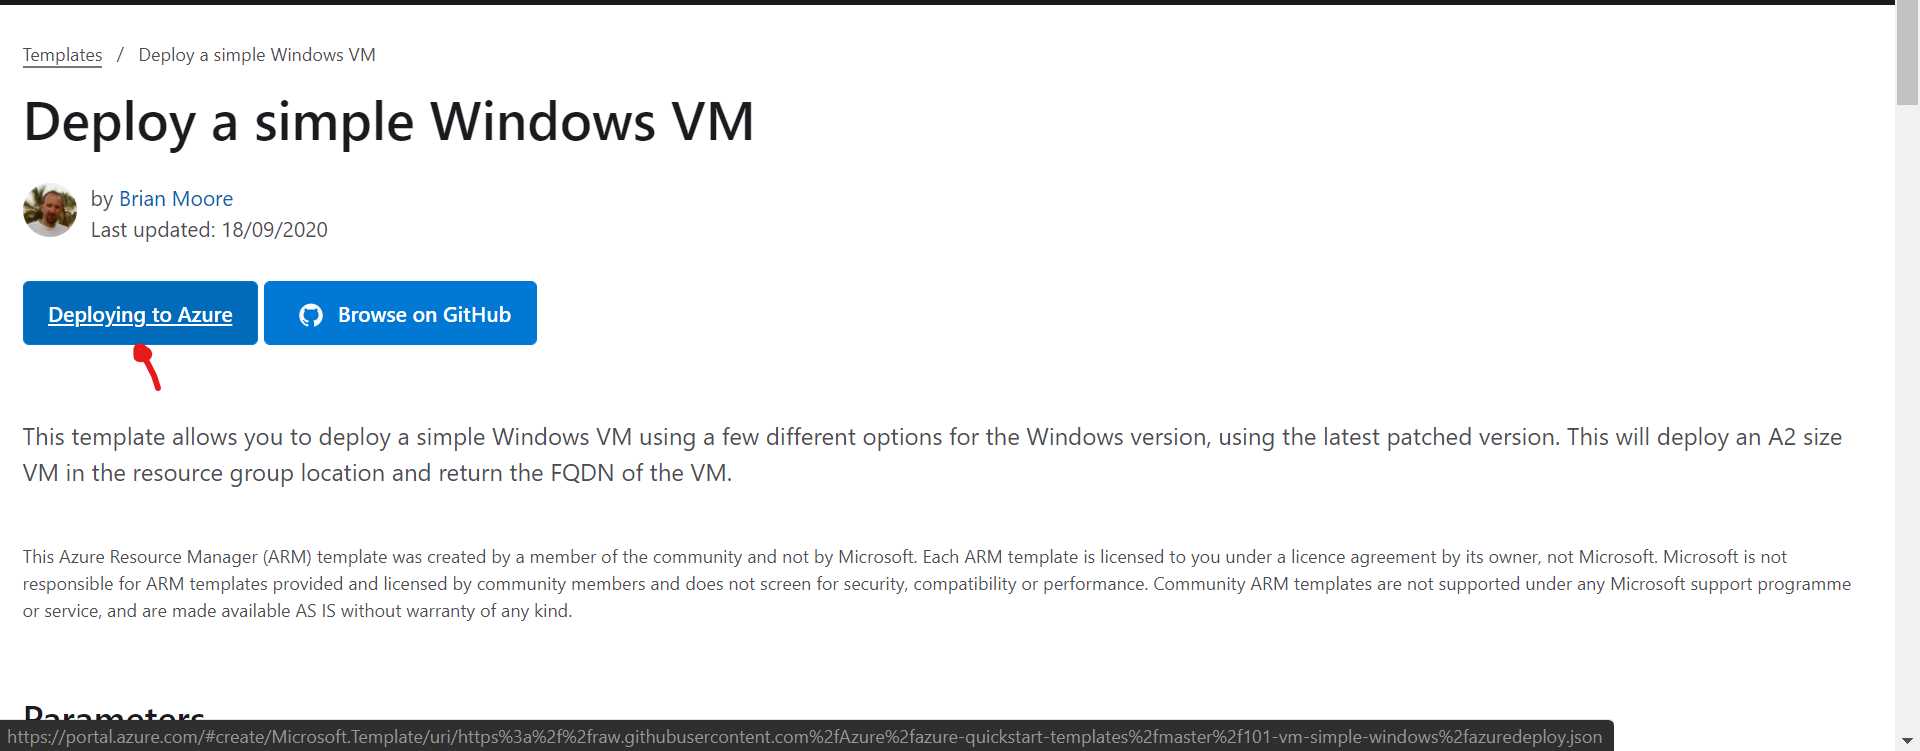 Templates / Deploy a simple Windows VM
Deploy a simple Windows VM
by Brian Moore
Last updated: 18/09/2020
Deploying to Azure
Browse on GitHub
This template allows you to deploy a simple Windows VM using a few different options for the Windows version, using the latest patched version. This will deploy an A2 size
VM in the resource group location and return the FQDN of the VM.
This Azure Resource Manager (ARM) template was created by a member of the community and not by Microsoft. Each ARM template is licensed to you under a licence agreement by its owner, not Microsoft. Microsoft is not
responsible for ARM templates provided and licensed by community members and does not screen for security, compatibility or performance. Community ARM templates are not supported under any Microsoft support programme
or service, and are made available AS IS without warranty of any kind.
Parameters
https://portal.azure.com/#create/Microsoft.Template/uri/https%3a%2f%2fraw.githubusercontent.com%2fAzure%2fazure-quickstart-templates%2fmaster%2f101-vm-simple-windows%2fazuredeploy.json